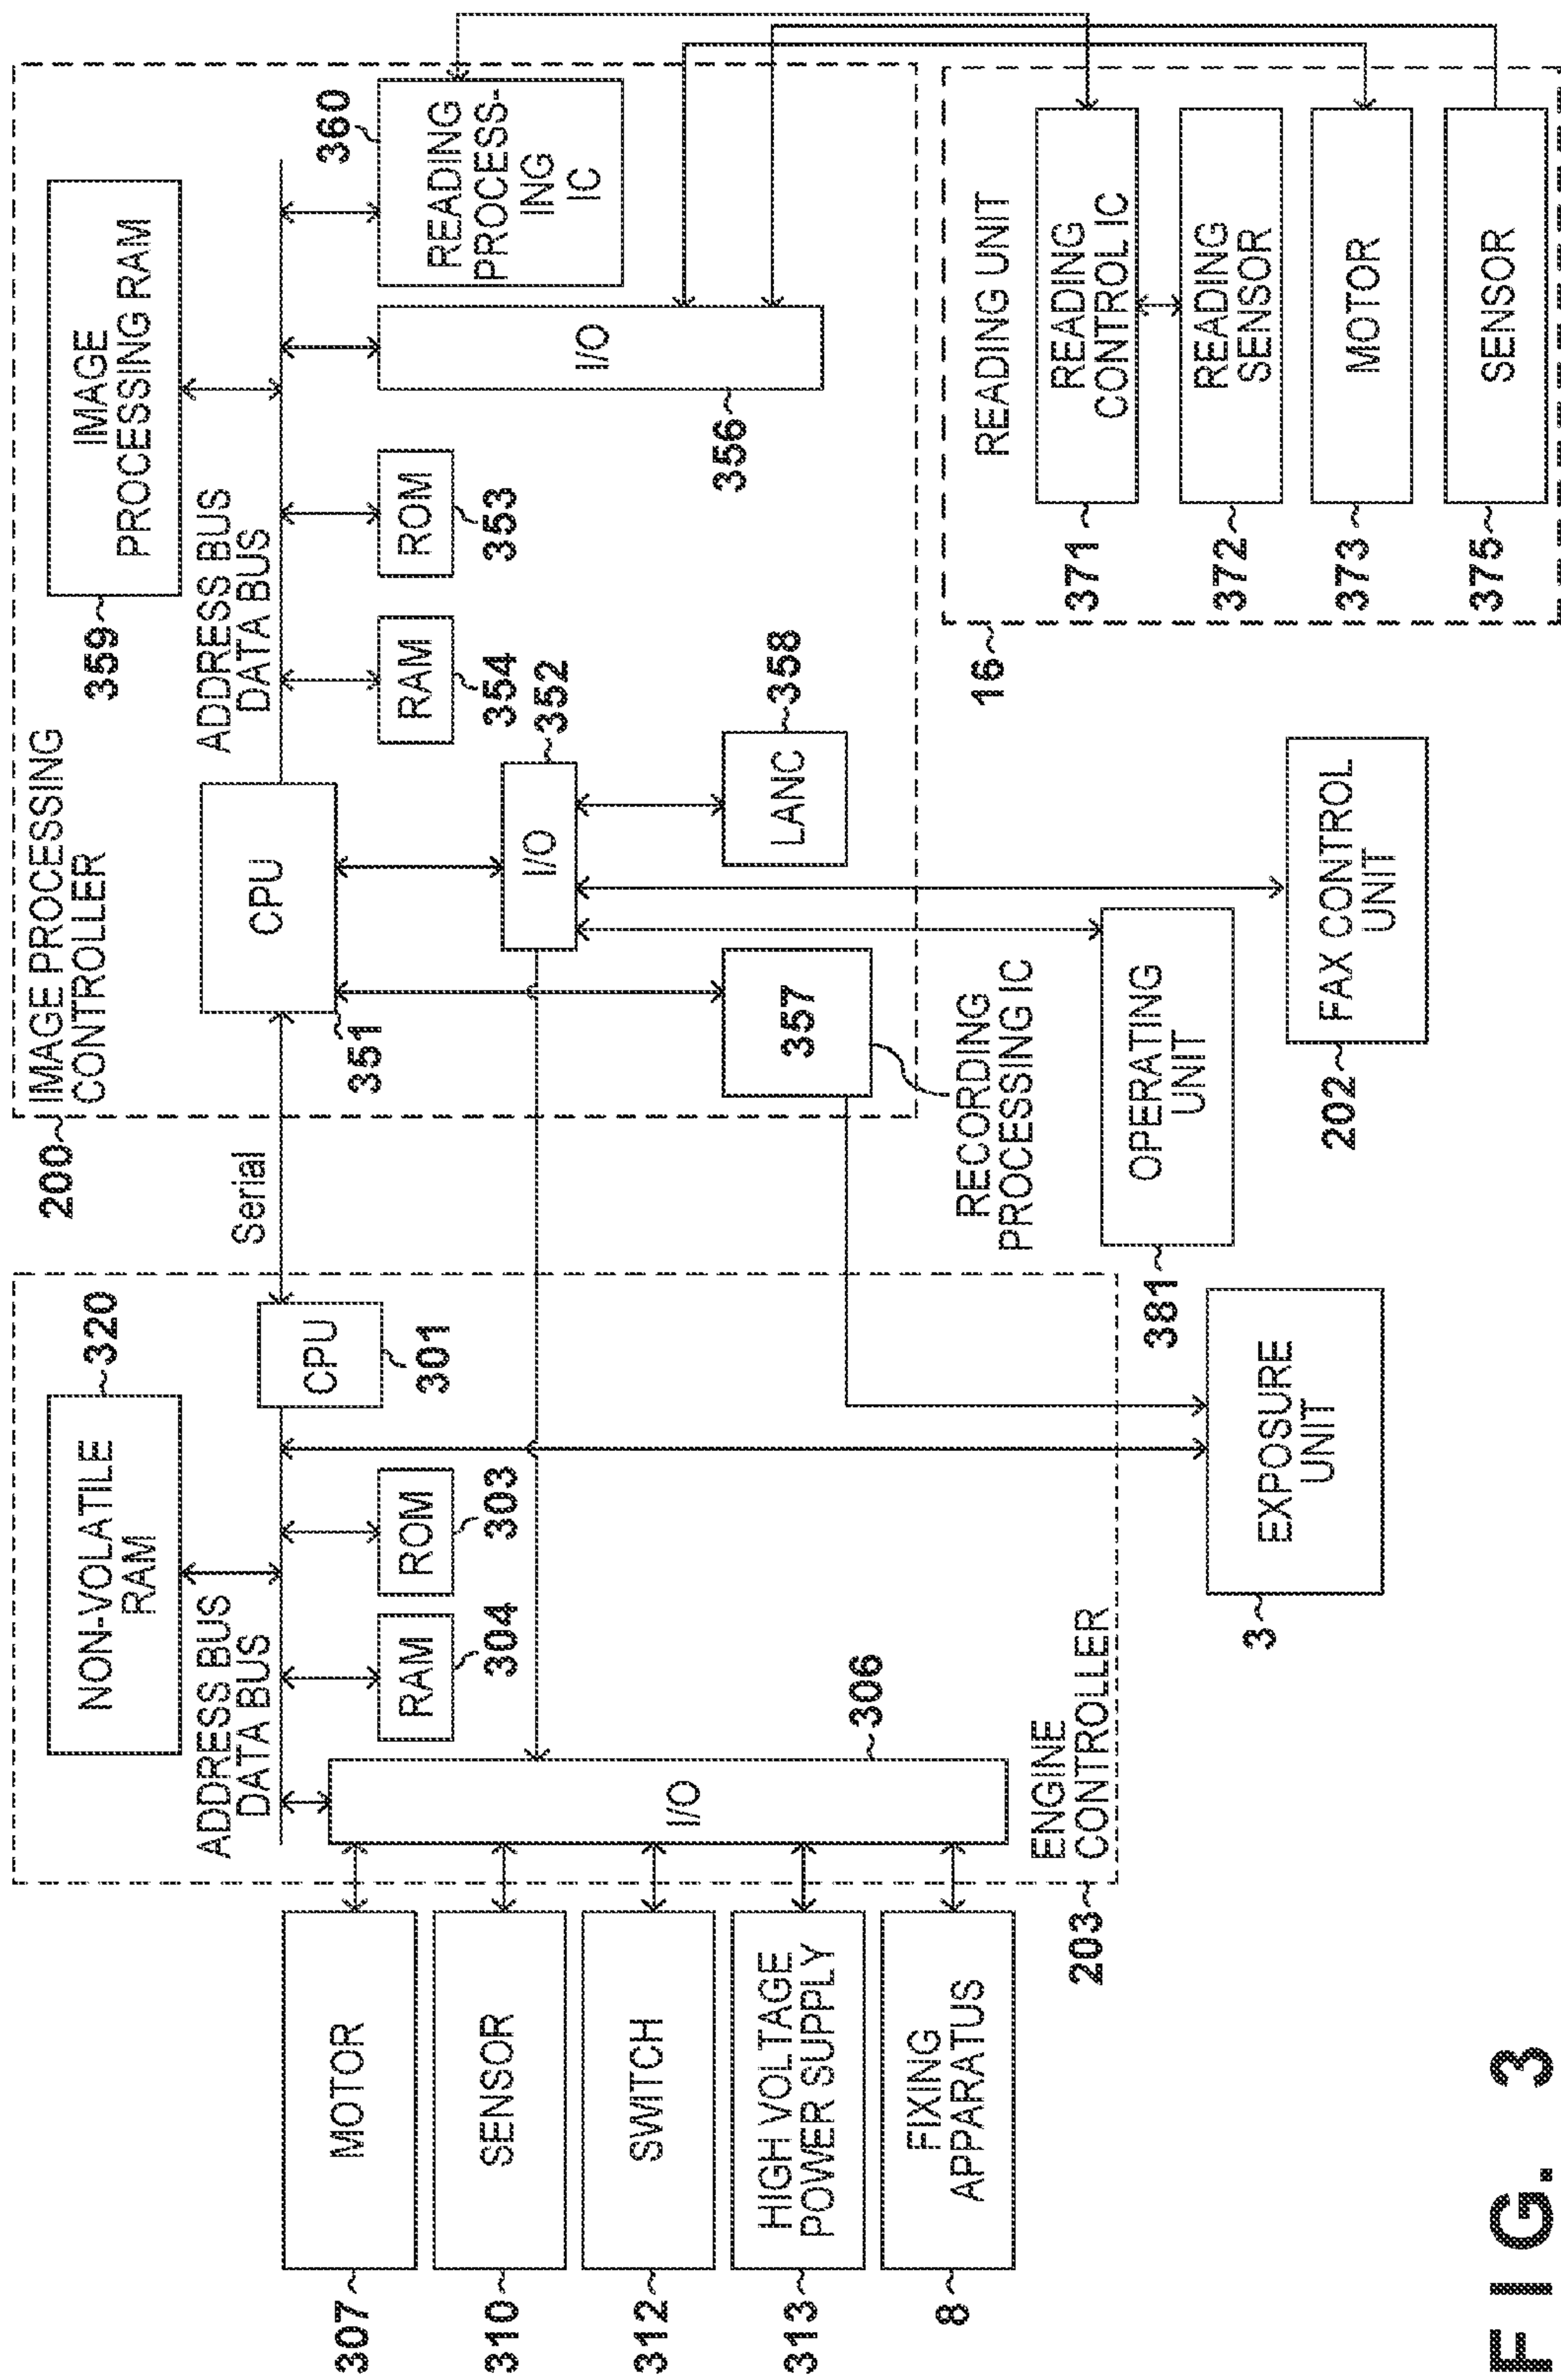 IMAGE PROCESSING
CONTROLLER
200
359
IMAGE
PROCESSING RAM
ADDRESS BUS
DATA BUS
360
READING
PROCESS-
ING
IC
CPU
351
RAM
354
ROM
353
I/O
356
I/O
352
LANC
358
357
RECORDING
PROCESSING IC
Serial
320
NON-VOLATILE
RAM
ADDRESS BUS
DATA BUS
CPU
301
ROM
303
RAM
304
I/O
306
ENGINE
CONTROLLER
203
307
MOTOR
310
SENSOR
312
SWITCH
313
HIGH VOLTAGE
POWER SUPPLY
8
FIXING
APPARATUS
EXPOSURE
UNIT
3
OPERATING
UNIT
381
FAX CONTROL
UNIT
202
16
READING UNIT
371
READING
CONTROL IC
372
READING
SENSOR
373
MOTOR
375
SENSOR
FIG. 3